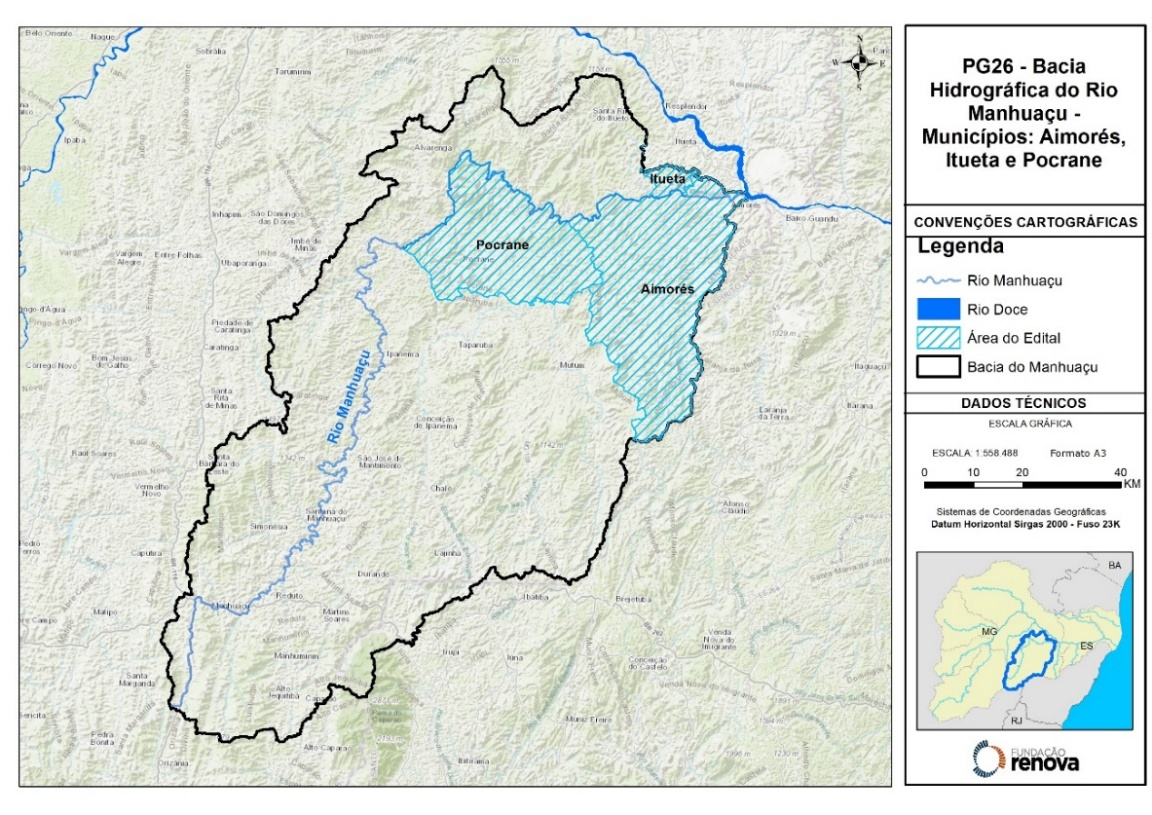 PG26 - Bacia
Hidrográfica do Rio
Manhuaçu -
Municípios: Aimorés,
Itueta e Pocrane
CONVENÇÕES CARTOGRÁFICAS
Legenda
Rio Manhuaçu
Rio Doce
Área do Edital
Bacia do Manhuaçu
DADOS TÉCNICOS
ESCALA GRÁFICA
ESCALA: 1:558.488 Formato A3
0 10 20 40
KM
Sistemas de Coordenadas Geográficas
Datum Horizontal Sirgas 2000 - Fuso 23K
BA
MG
ES
RJ
FUNDAÇÃO
renova
N
W E
S
Belo Oriente
Naque
Sobrália
Tarumirim
Resplendor
Ipaba
Alvarenga
Itueta
Itueta
Inhapim
São Domingos
das Dores
Baixo Guandu
Imbé de
Minas
Vargem
Alegre
Entre Folhas
Ubaporanga
Pocrane
Aimorés
Piedade de
Caratinga
Caratinga
Córrego Novo
Bom Jesus
do Galho
Ipanema
Taparuba
Mutum
Itaguaçu
Santa
Rita
de Minas
Rio Manhuaçu
Conceição
de Ipanema
Laranja
da Terra
Itarana
Raul Soares
Santa
Bárbara do
Leste
São José do
Mantimento
Vermelho
Novo
Chalé
Santana do
Manhuaçu
Afonso
Cláudio
Simonésia
Caputira
Lajinha
Durandé
Matipó
Manhuaçu
Reduto
Martins
Soares
Ibatiba
Brejetuba
Venda
Nova do
Imigrante
Manhumirim
Irupi
Iúna
Conceição
do Castelo
Santa
Margarida
Alto
Jequitibá
Muniz Freire
Pedra
Bonita
Alto Caparaó
Orizânia
Ibitirama